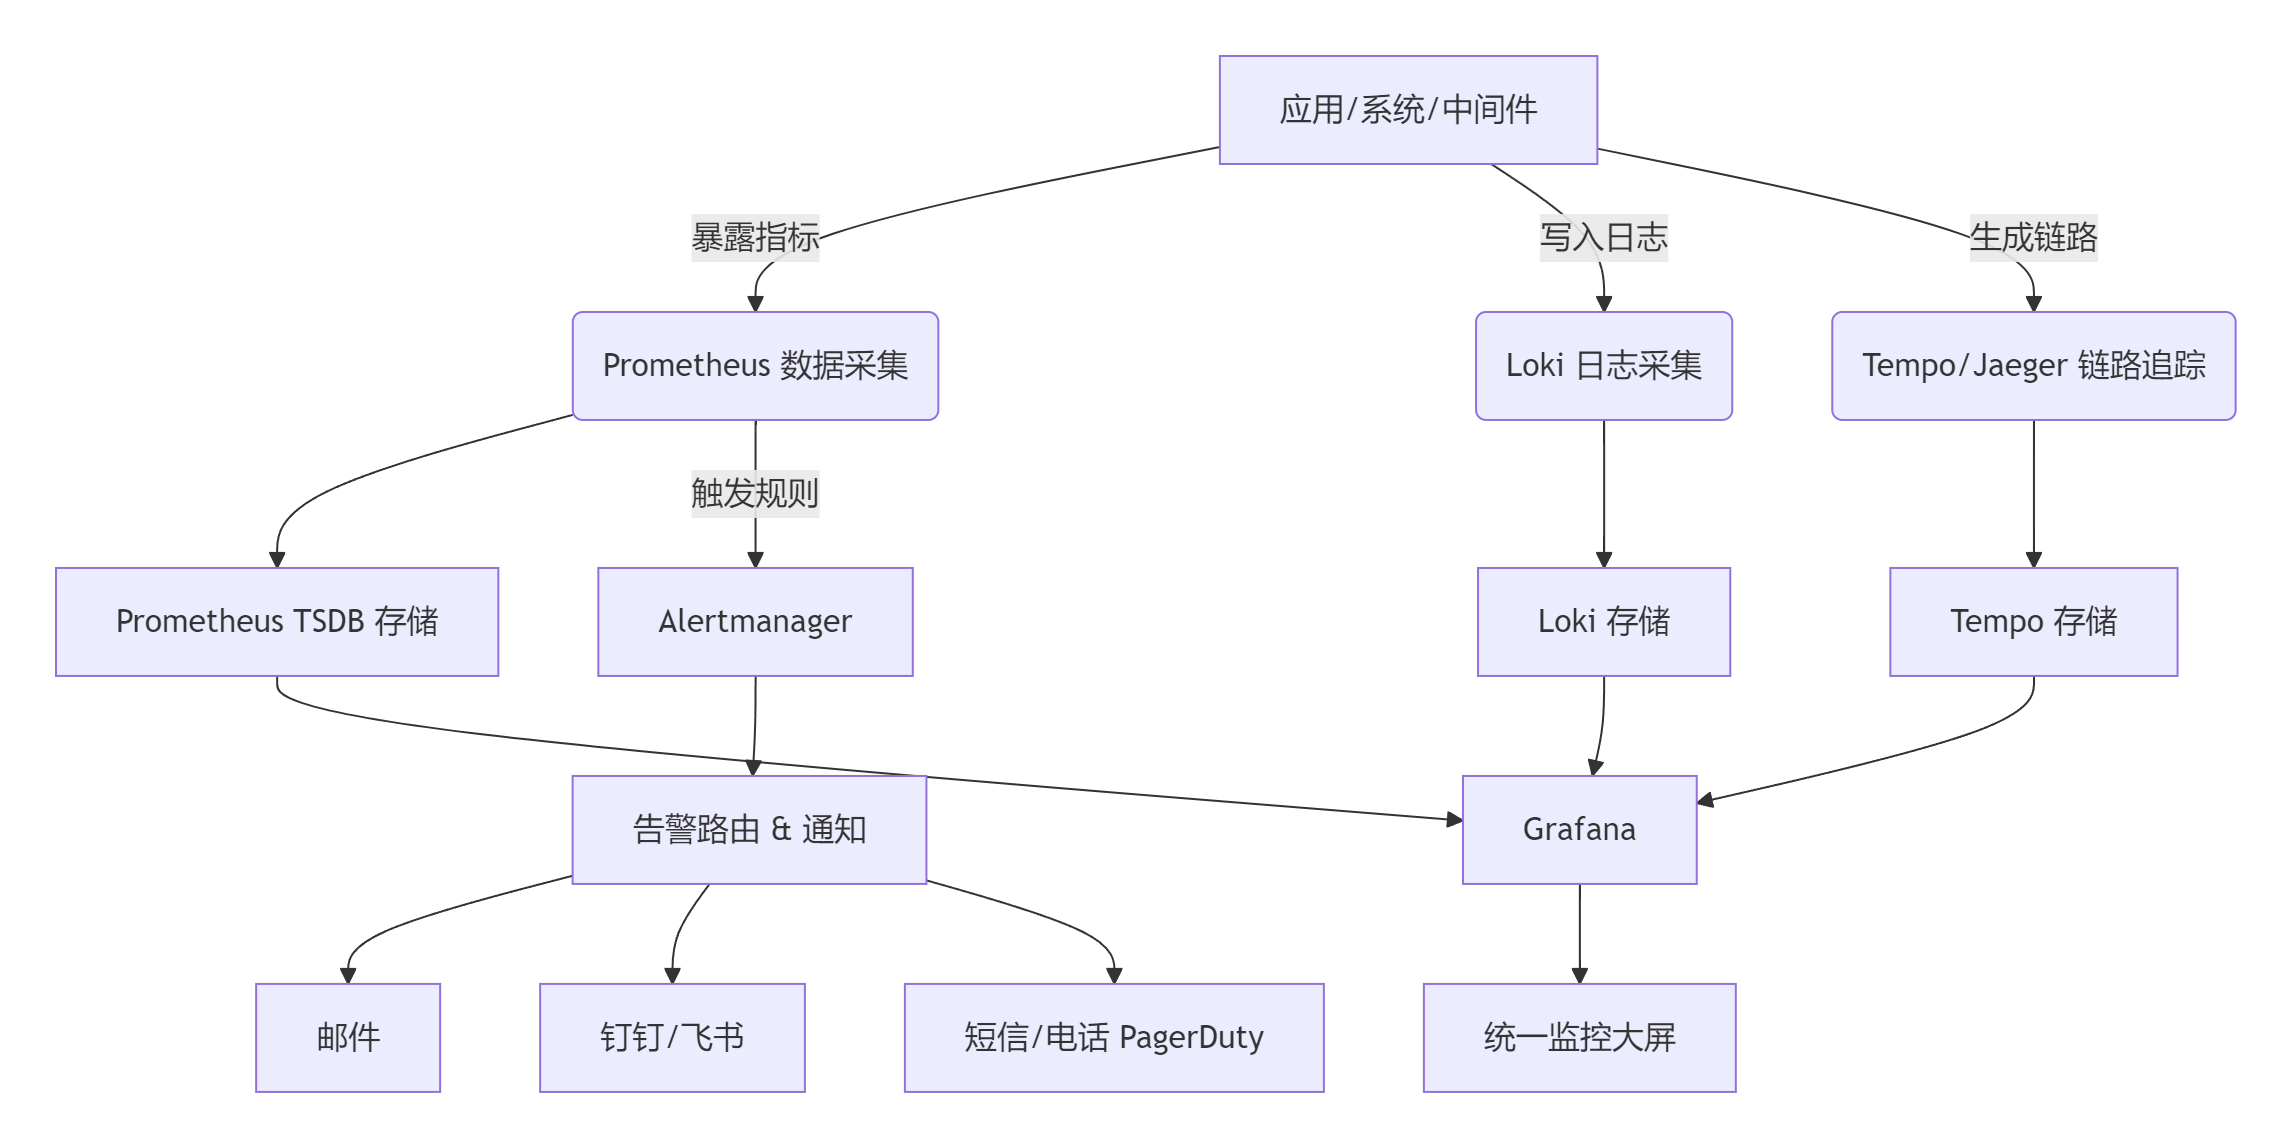 应用/系统/中间件
暴露指标
写入日志
生成链路
Prometheus 数据采集
Loki 日志采集
Tempo/Jaeger 链路追踪
触发规则
Prometheus TSDB 存储
Alertmanager
Loki 存储
Tempo 存储
告警路由 & 通知
Grafana
邮件
钉钉/飞书
短信/电话 PagerDuty
统一监控大屏